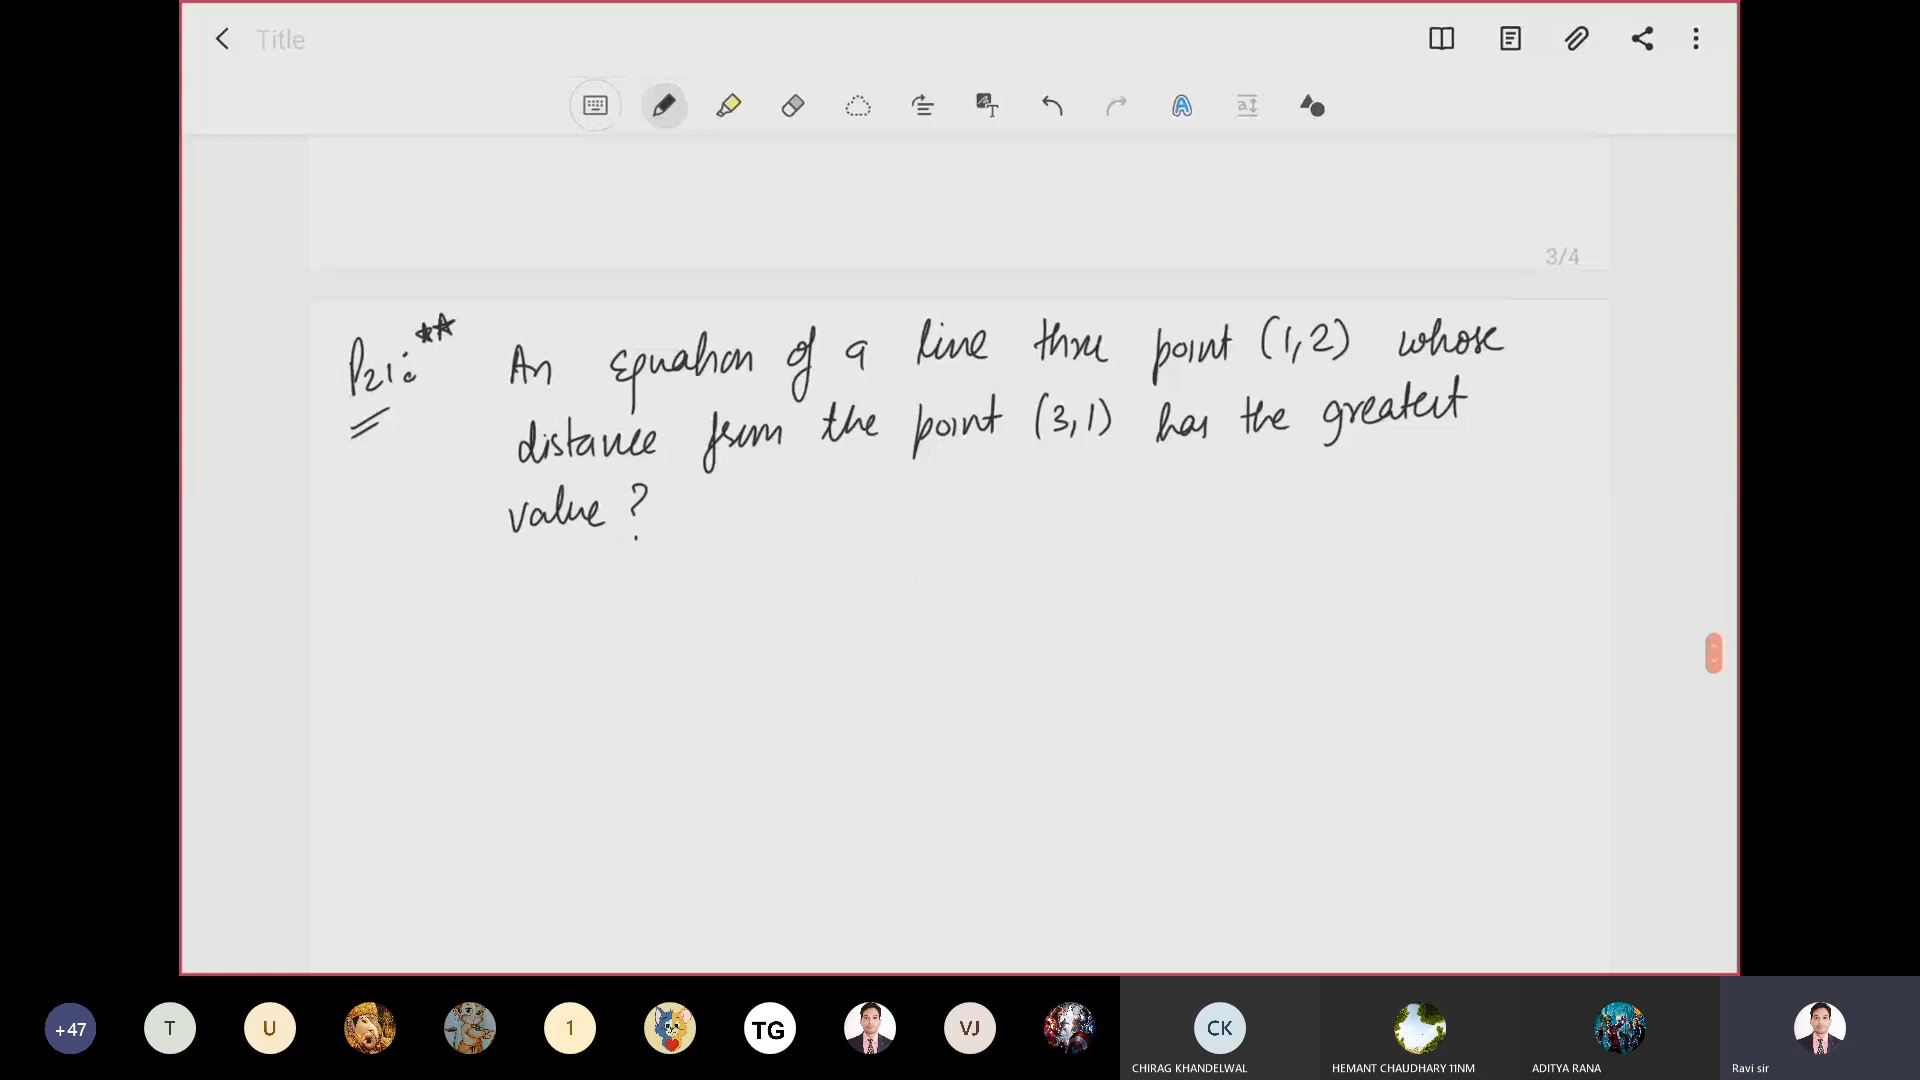 Title
3/4
P21: An equation of a line thru point (1,2) whose
distance from the point (3,1) has the greatest
value ?
+47
T
U
1
TG
VJ
CK
CHIRAG KHANDELWAL
HEMANT CHAUDHARY 11NM
ADITYA RANA
Ravi sir